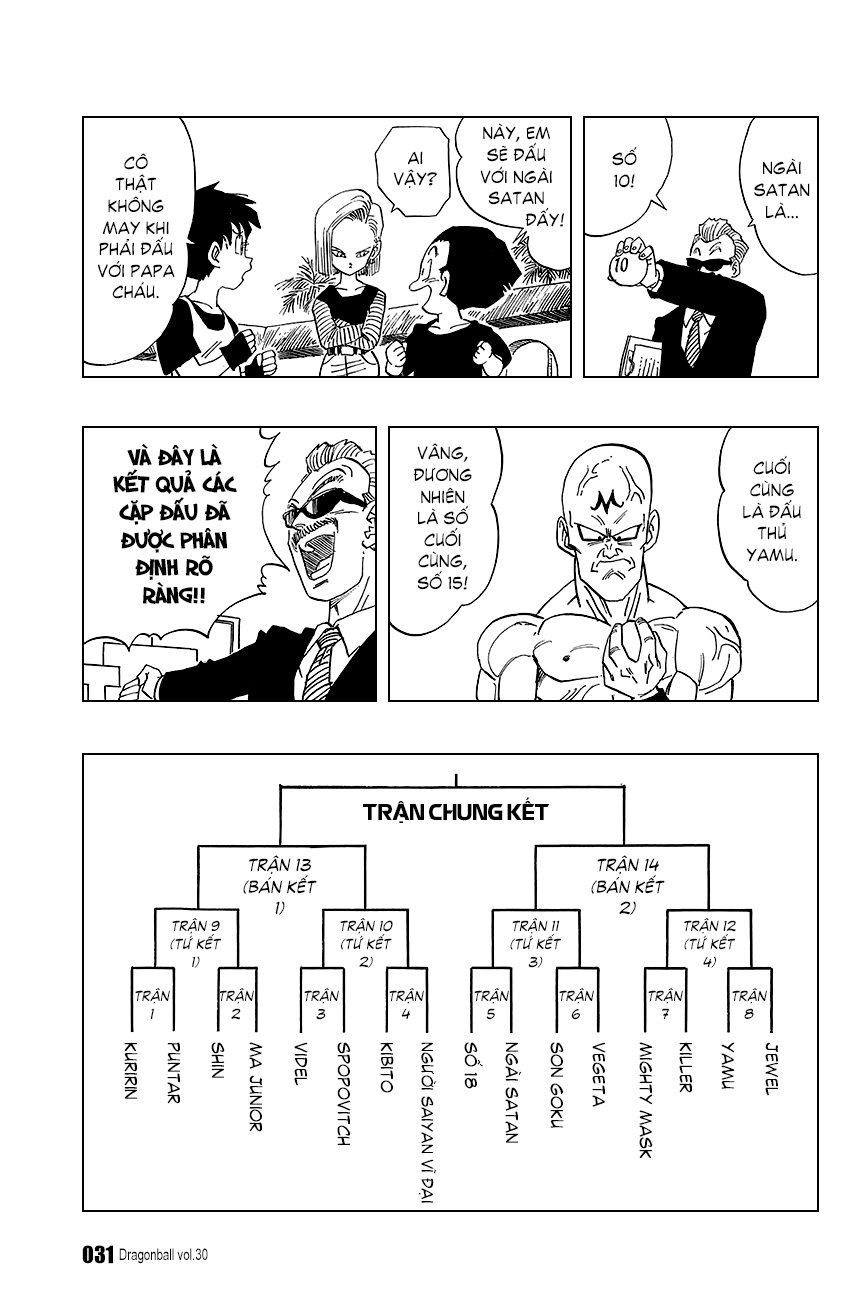 NGÀI
SATAN
LÀ...
SỐ
10!
10
NÀY, EM
SẼ ĐẤU
VỚI NGÀI
SATAN
ĐẤY!
AI
VẬY?
CÔ
THẬT
KHÔNG
MAY KHI
PHẢI ĐẤU
VỚI PAPA
CHÁU.
CUỐI
CÙNG
LÀ ĐẤU
THỦ
YAMU.
VÂNG,
ĐƯƠNG
NHIÊN
LÀ SỐ
CUỐI
CÙNG,
SỐ 15!
M
VÀ ĐÂY LÀ
KẾT QUẢ CÁC
CẶP ĐẤU ĐÃ
ĐƯỢC PHÂN
ĐỊNH RÕ
RÀNG!!
TRẬN CHUNG KẾT
TRẬN 13
(BÁN KẾT
1)
TRẬN 14
(BÁN KẾT
2)
TRẬN 9
(TỨ KẾT
1)
TRẬN 10
(TỨ KẾT
2)
TRẬN 11
(TỨ KẾT
3)
TRẬN 12
(TỨ KẾT
4)
TRẬN
1
TRẬN
2
TRẬN
3
TRẬN
4
TRẬN
5
TRẬN
6
TRẬN
7
TRẬN
8
KURIRIN
PUNTAR
SHIN
MA JUNIOR
VIDEL
SPOPOVITCH
KIBITO
NGƯỜI SAIYAN VĨ ĐẠI
SỐ 18
NGÀI SATAN
SON GOKU
VEGETA
MIGHTY MASK
KILLER
YAMU
JEWEL
031 Dragonball vol.30